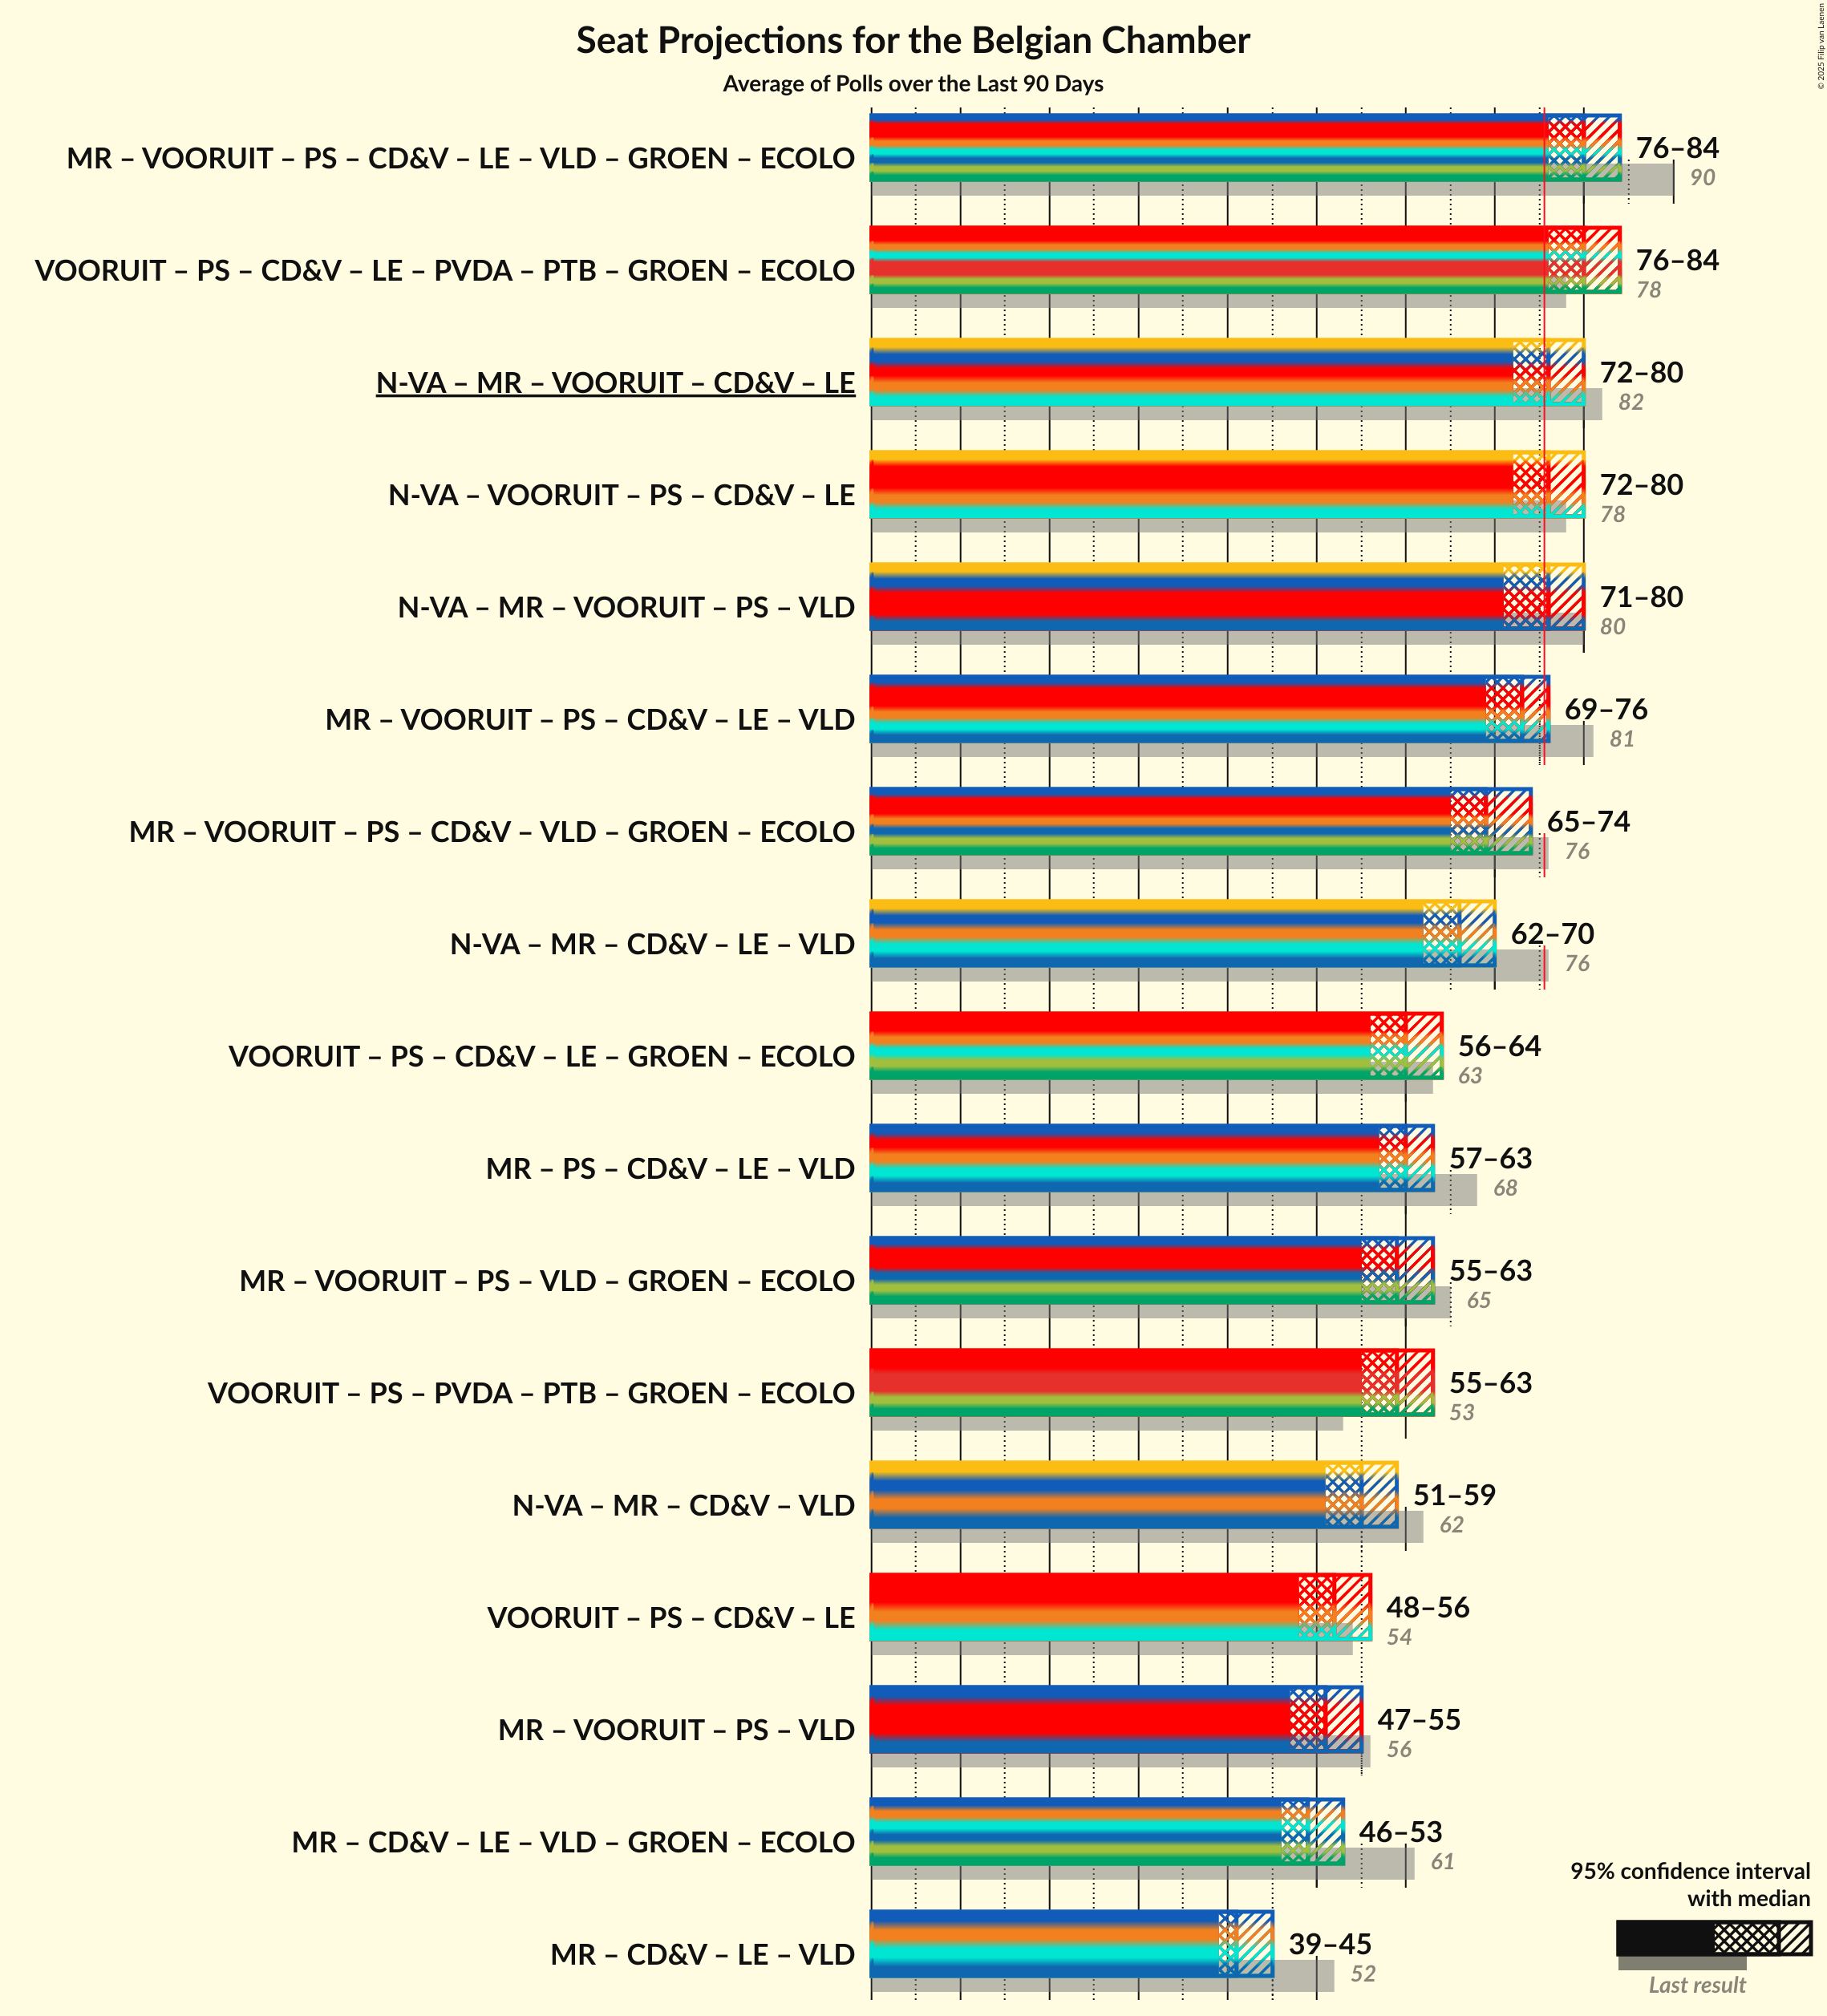 Seat Projections for the Belgian Chamber
Average of Polls over the Last 90 Days
© 2025 Filip van Laenen
MR – VOORUIT – PS – CD&V – LE – VLD – GROEN – ECOLO
76–84
90
VOORUIT – PS – CD&V – LE – PVDA – PTB – GROEN – ECOLO
76–84
78
N-VA – MR – VOORUIT – CD&V – LE
72–80
82
N-VA – VOORUIT – PS – CD&V – LE
72–80
78
N-VA – MR – VOORUIT – PS – VLD
71–80
80
MR – VOORUIT – PS – CD&V – LE – VLD
69–76
81
MR – VOORUIT – PS – CD&V – VLD – GROEN – ECOLO
65–74
76
N-VA – MR – CD&V – LE – VLD
62–70
76
VOORUIT – PS – CD&V – LE – GROEN – ECOLO
56–64
63
MR – PS – CD&V – LE – VLD
57–63
68
MR – VOORUIT – PS – VLD – GROEN – ECOLO
55–63
65
VOORUIT – PS – PVDA – PTB – GROEN – ECOLO
55–63
53
N-VA – MR – CD&V – VLD
51–59
62
VOORUIT – PS – CD&V – LE
48–56
54
MR – VOORUIT – PS – VLD
47–55
56
MR – CD&V – LE – VLD – GROEN – ECOLO
46–53
61
MR – CD&V – LE – VLD
39–45
52
95% confidence interval
with median
Last result